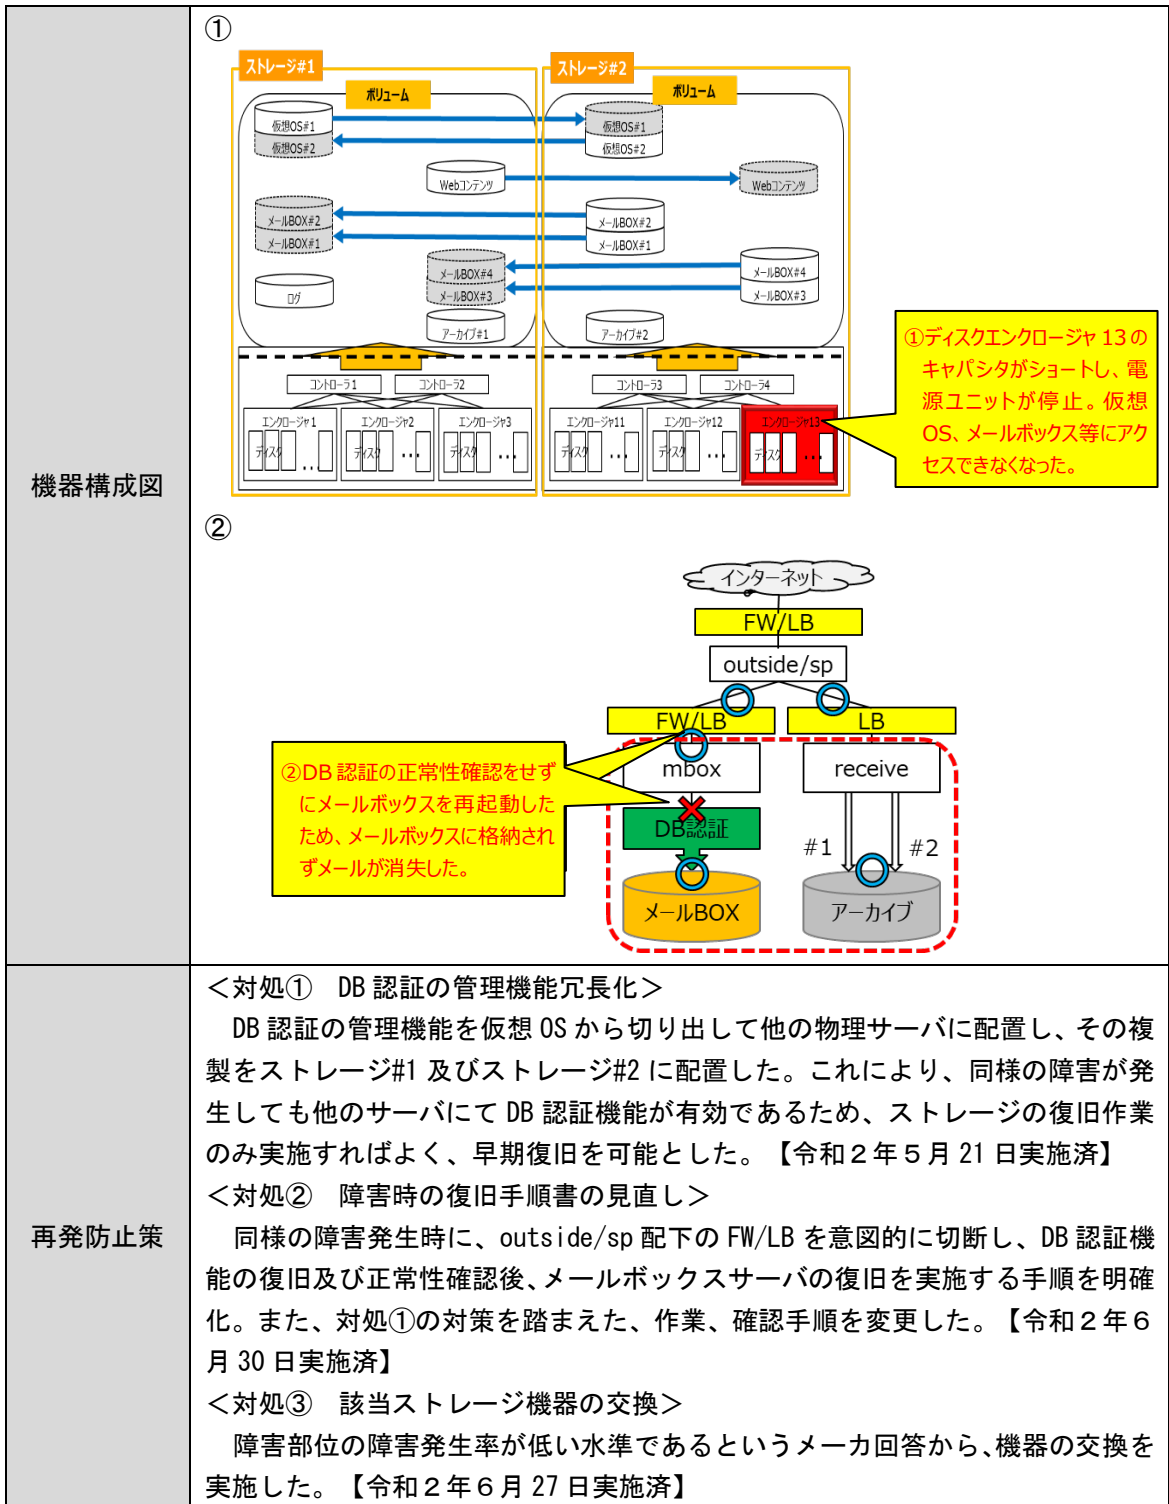 機器構成図
①
ストレージ#1
ストレージ#2
ボリューム
ボリューム
仮想OS#1
仮想OS#2
仮想OS#1
仮想OS#2
Webコンテンツ
Webコンテンツ
メールBOX#2
メールBOX#1
メールBOX#2
メールBOX#1
メールBOX#4
メールBOX#3
メールBOX#4
メールBOX#3
ログ
アーカイブ#1
アーカイブ#2
コントローラ1
コントローラ2
コントローラ3
コントローラ4
エンクロージャ1
エンクロージャ2
エンクロージャ3
エンクロージャ11
エンクロージャ12
エンクロージャ13
ディスク
…
ディスク
…
ディスク
…
ディスク
…
ディスク
…
ディスク
…
①ディスクエンクロージャ13の
キャパシタがショートし、電
源ユニットが停止。仮想
OS、メールボックス等にアク
セスできなくなった。
②
インターネット
FW/LB
outside/sp
FW/LB
LB
mbox
receive
DB認証
#1
#2
メールBOX
アーカイブ
②DB認証の正常性確認をせず
にメールボックスを再起動した
ため、メールボックスに格納され
ずメールが消失した。
再発防止策
＜対処①　DB認証の管理機能冗長化＞
DB認証の管理機能を仮想OSから切り出して他の物理サーバに配置し、その複
製をストレージ#1及びストレージ#2に配置した。これにより、同様の障害が発
生しても他のサーバにてDB認証機能が有効であるため、ストレージの復旧作業
のみ実施すればよく、早期復旧を可能とした。【令和２年５月21日実施済】
＜対処②　障害時の復旧手順書の見直し＞
同様の障害発生時に、outside/sp配下のFW/LBを意図的に切断し、DB認証機
能の復旧及び正常性確認後、メールボックスサーバの復旧を実施する手順を明確
化。また、対処①の対策を踏まえた、作業、確認手順を変更した。【令和２年６
月30日実施済】
＜対処③　該当ストレージ機器の交換＞
障害部位の障害発生率が低い水準であるというメーカ回答から、機器の交換を
実施した。【令和２年６月27日実施済】